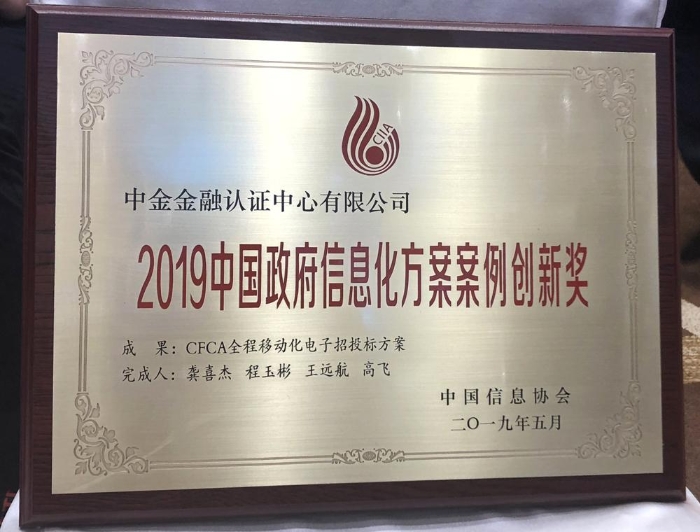 CIIA
中金金融认证中心有限公司
2019中国政府信息化方案案例创新奖
成　果：CFCA全程移动化电子招投标方案
完成人：龚喜杰　程玉彬　王远航　高飞
中国信息协会
二〇一九年五月